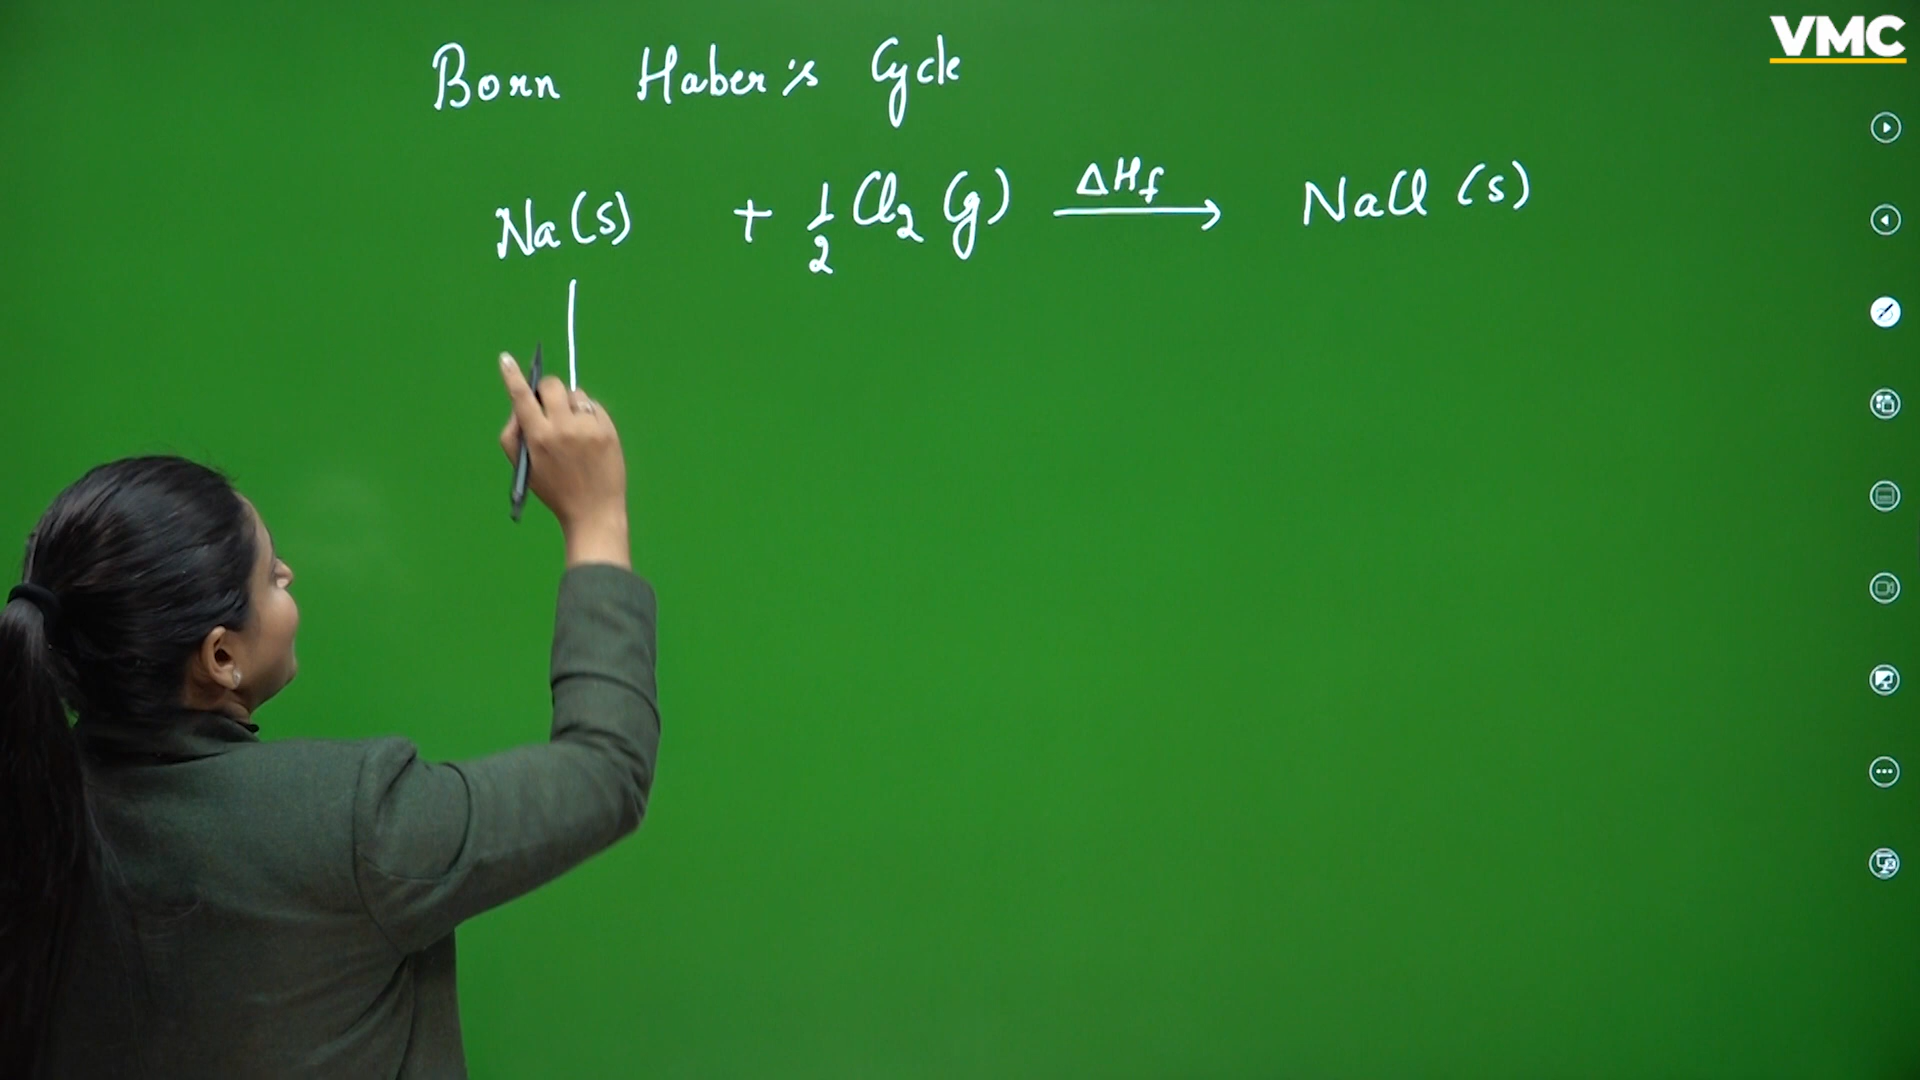 VMC
Born Haber's Cycle
Na(s) + 1/2 Cl₂ (g) ΔHf → NaCl (s)